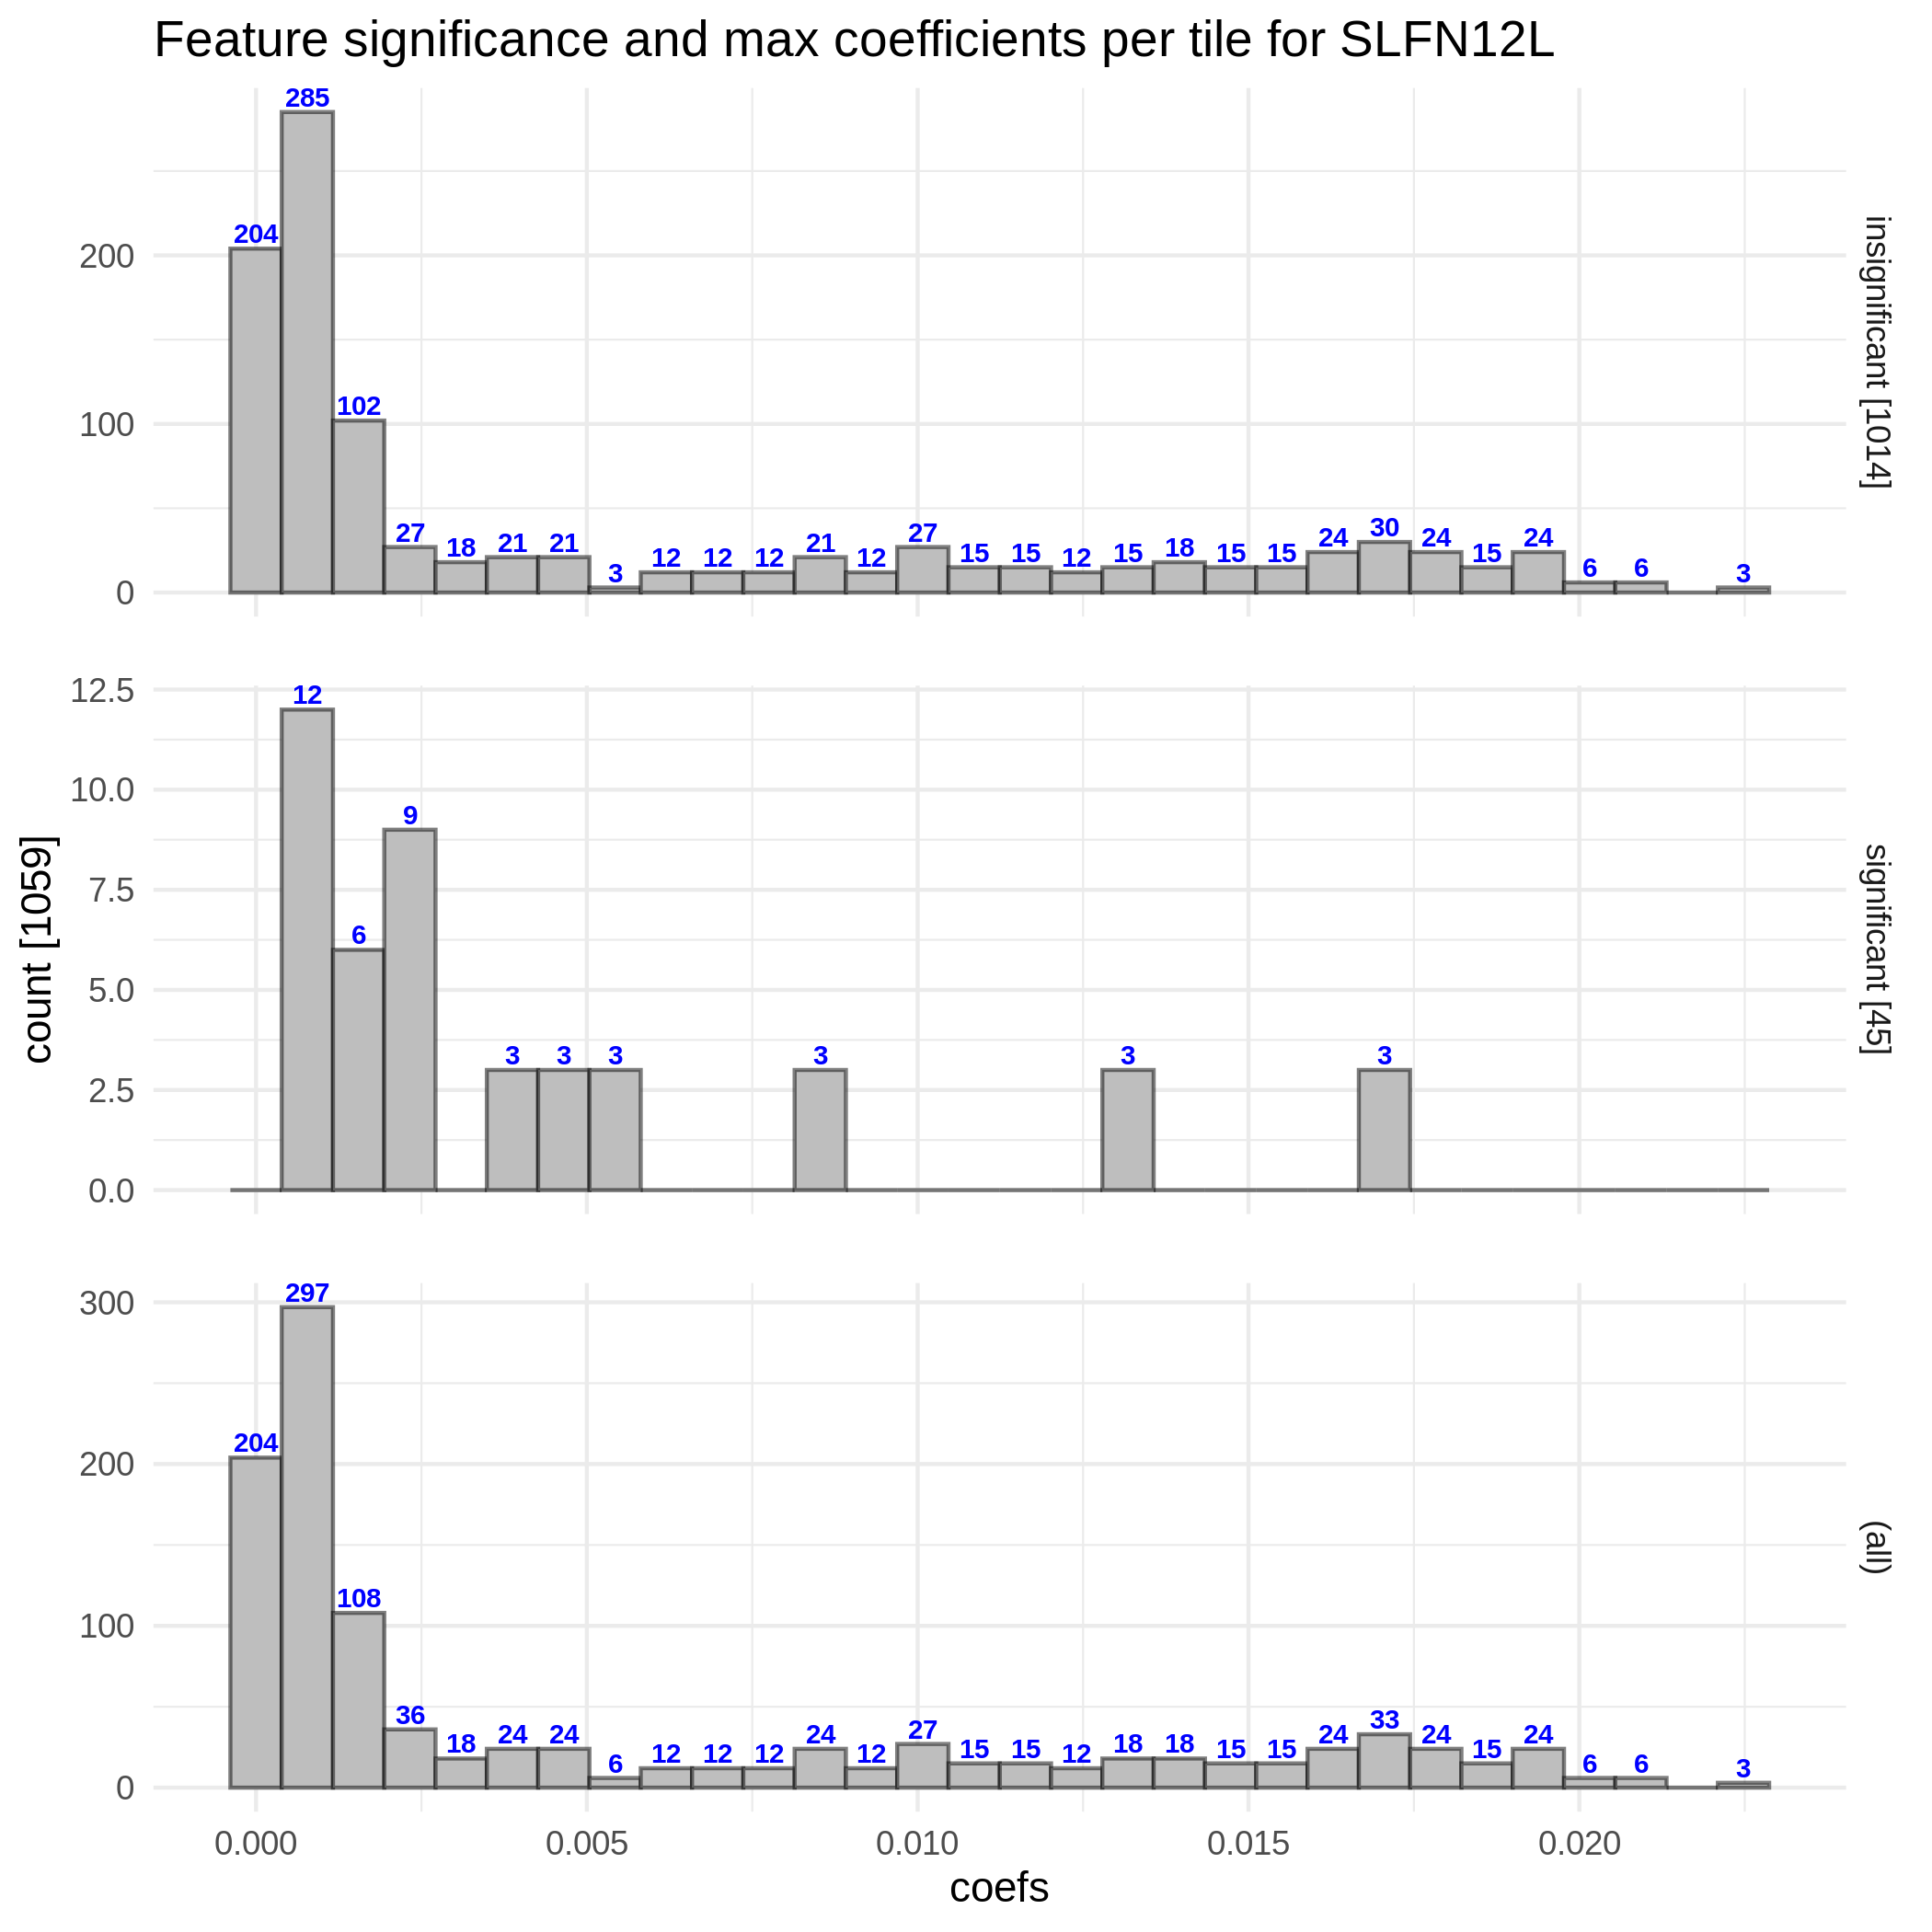 Feature significance and max coefficients per tile for SLFN12L
285
204
102
27 18 21 21 3 12 12 12 21 12 27 15 15 12 15 18 15 15 24 30 24 15 24 6 6 3
200
100
0
insignificant [1014]
12
6
9
3 3 3 3 3 3
12.5
10.0
7.5
5.0
2.5
0.0
significant [45]
count [1059]
297
204
108
36 18 24 24 6 12 12 12 24 12 27 15 15 12 18 18 15 15 24 33 24 15 24 6 6 3
300
200
100
0
(all)
0.000 0.005 0.010 0.015 0.020
coefs